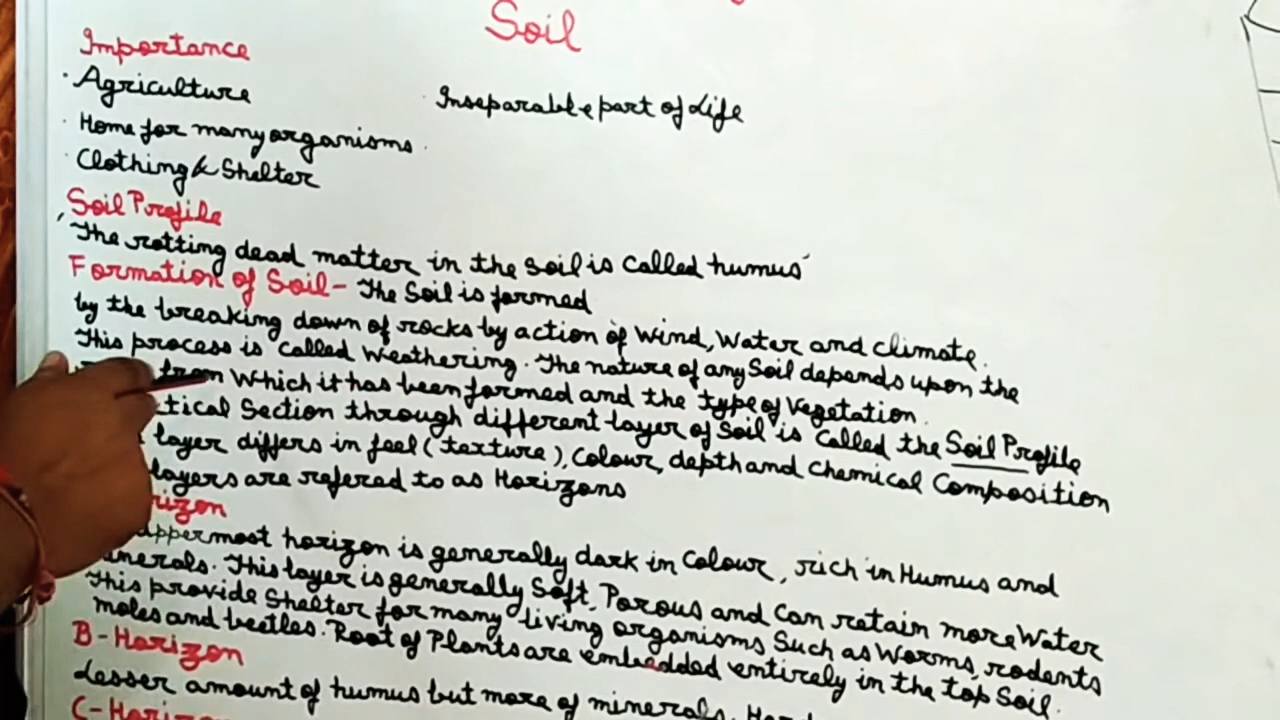 Soil
Importance
· Agriculture
Inseparable part of Life
· Home for many organisms.
· Clothing & Shelter
Soil Profile
The rotting dead matter in the Soil is Called humus
Formation of Soil - The Soil is formed
by the breaking down of rocks by action of Wind, Water and climate.
This process is Called Weathering. The nature of any Soil depends upon the
from Which it has been formed and the type of Vegetation.
Section through different layer of Soil is Called the Soil Profile
layer differs in feel (texture), Colour, depth and Chemical Composition
layers are refered to as Horizons
most horizon is generally dark in Colour, rich in Humus and
This layer is generally Soft, Porous and Can retain more Water
This provide Shelter for many living organisms Such as Worms, rodents
moles and beetles. Root of Plants are embedded entirely in the top Soil.
B-Horizon
Lesser amount of humus but more of minerals.